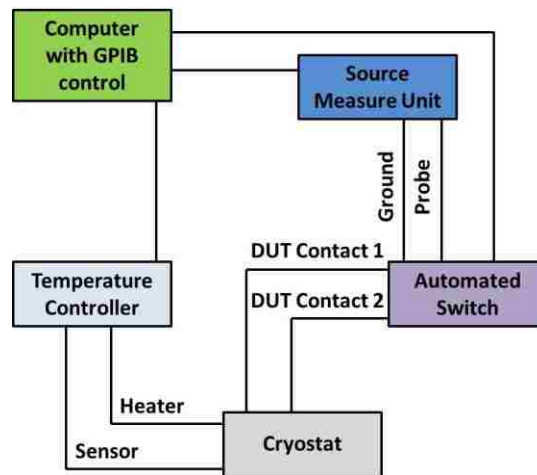 Computer
with GPIB
control
Source
Measure Unit
Ground
Probe
DUT Contact 1
Temperature
Controller
Automated
Switch
DUT Contact 2
Heater
Cryostat
Sensor